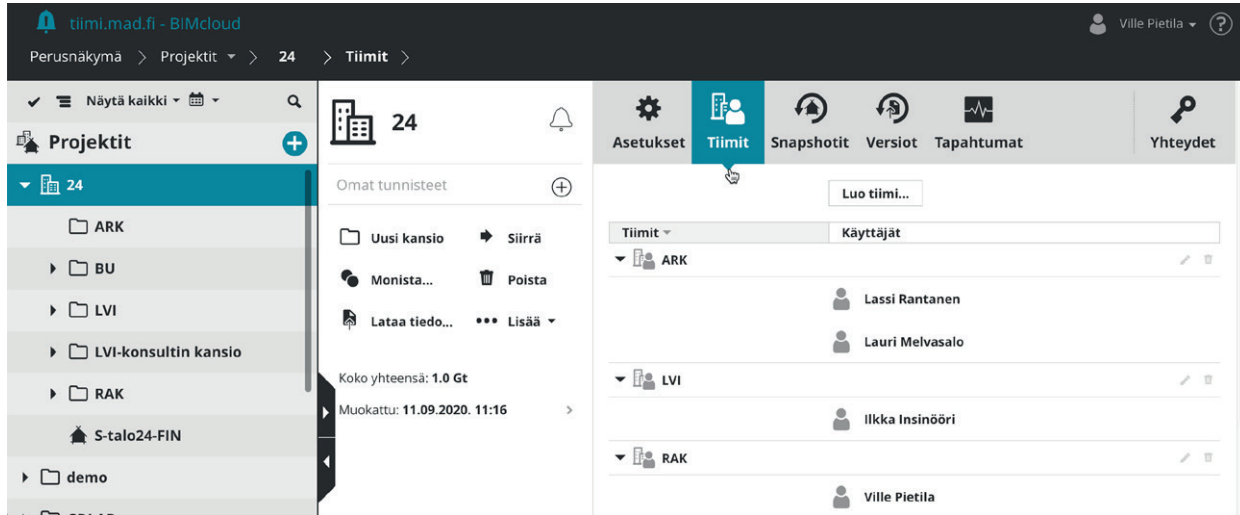 tiimi.mad.fi - BIMcloud
Ville Pietila
?
Perusnäkymä > Projektit > 24 > Tiimit >
Näytä kaikki
Projektit
24
ARK
BU
LVI
LVI-konsultin kansio
RAK
S-talo24-FIN
demo
24
Omat tunnisteet
Uusi kansio
Siirrä
Monista...
Poista
Lataa tiedo...
Lisää
Koko yhteensä: 1.0 Gt
Muokattu: 11.09.2020. 11:16
Asetukset
Tiimit
Snapshotit
Versiot
Tapahtumat
Yhteydet
Luo tiimi...
Tiimit
Käyttäjät
ARK
Lassi Rantanen
Lauri Melvasalo
LVI
Ilkka Insinööri
RAK
Ville Pietila